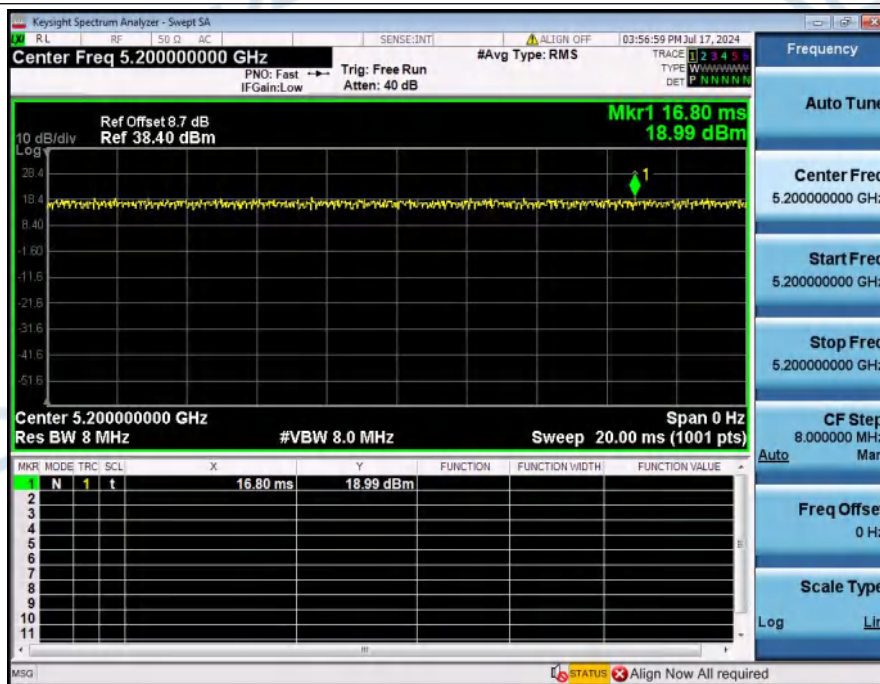 Keysight Spectrum Analyzer - Swept SA
RL RF 50 Ω AC SENSE:INT ALIGN OFF 03:56:59 PM Jul 17, 2024
Center Freq 5.200000000 GHz #Avg Type: RMS TRACE 1 2 3 4 5 6
PNO: Fast Trig: Free Run TYPE WWWWWW
IFGain:Low Atten: 40 dB DET P N N N N N
Mkr1 16.80 ms
18.99 dBm
Ref Offset 8.7 dB
10 dB/div Ref 38.40 dBm
Log
1
28.4
18.4
8.40
-1.60
-11.6
-21.6
-31.6
-41.6
-51.6
Center 5.200000000 GHz Span 0 Hz
Res BW 8 MHz #VBW 8.0 MHz Sweep 20.00 ms (1001 pts)
MKR MODE TRC SCL X Y FUNCTION FUNCTION WIDTH FUNCTION VALUE
1 N 1 t 16.80 ms 18.99 dBm
2
3
4
5
6
7
8
9
10
11
MSG STATUS Align Now All required
Frequency
Auto Tune
Center Freq
5.200000000 GHz
Start Freq
5.200000000 GHz
Stop Freq
5.200000000 GHz
CF Step
8.000000 MHz
Auto Man
Freq Offset
0 Hz
Scale Type
Log Lin